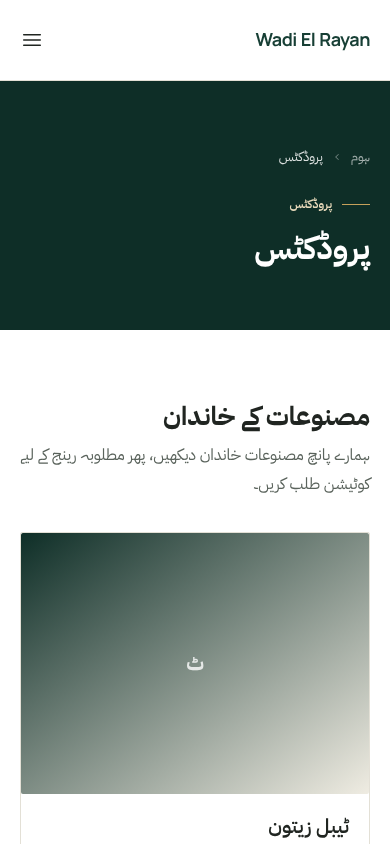 Wadi El Rayan
ہوم › پروڈکٹس
پروڈکٹس
پروڈکٹس
مصنوعات کے خاندان
ہمارے پانچ مصنوعات خاندان دیکھیں، پھر مطلوبہ رینج کے لیے
کوٹیشن طلب کریں۔
ٹ
ٹیبل زیتون